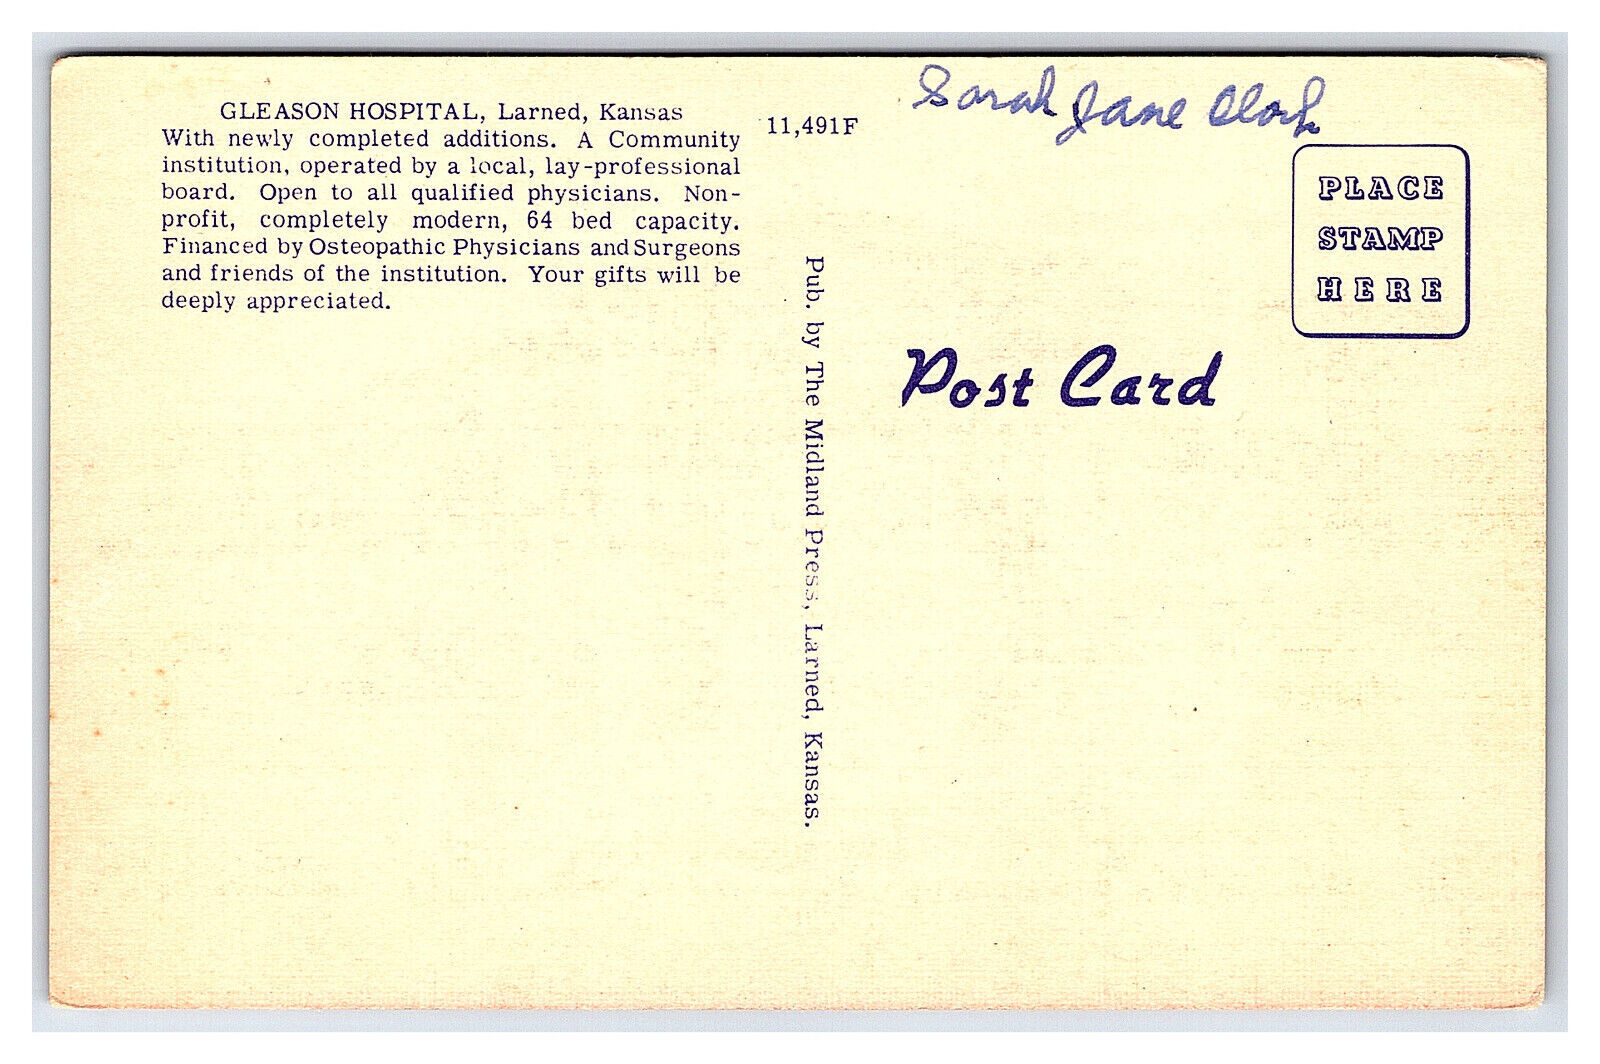 GLEASON HOSPITAL, Larned, Kansas
With newly completed additions. A Community
institution, operated by a local, lay-professional
board. Open to all qualified physicians. Non-
profit, completely modern, 64 bed capacity.
Financed by Osteopathic Physicians and Surgeons
and friends of the institution. Your gifts will be
deeply appreciated.
11,491F
Pub. by The Midland Press, Larned, Kansas.
Sarah Jane Clark
PLACE
STAMP
HERE
Post Card